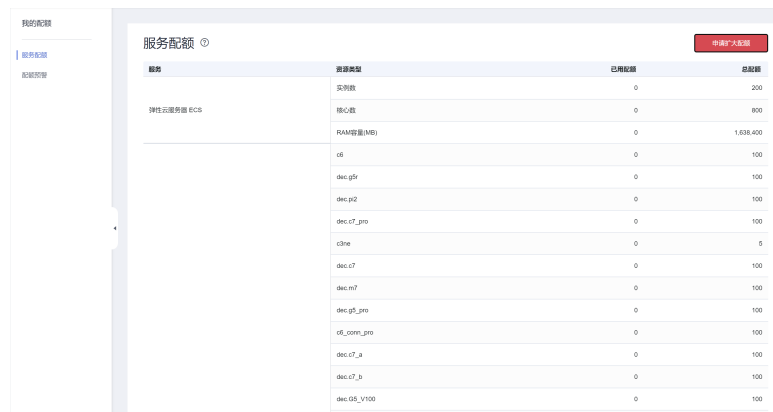 我的配额
服务配额
配额预警
服务配额
申请扩大配额
服务 资源类型 已用配额 总配额
弹性云服务器 ECS
实例数 0 200
核心数 0 800
RAM容量(MB) 0 1,638,400
c6 0 100
dec.g5r 0 100
dec.pi2 0 100
dec.c7_pro 0 100
c3ne 0 5
dec.c7 0 100
dec.m7 0 100
dec.g5_pro 0 100
c6_conn_pro 0 100
dec.c7_a 0 100
dec.c7_b 0 100
dec.G5_V100 0 100